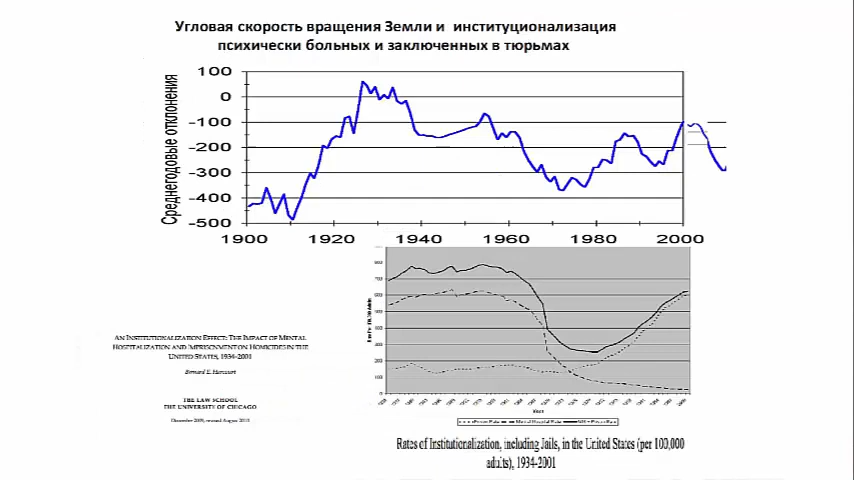 Угловая скорость вращения Земли и институционализация
психически больных и заключенных в тюрьмах
Среднегодовые отклонения
100
0
-100
-200
-300
-400
-500
1900 1920 1940 1960 1980 2000
AN INSTITUTIONALIZATION EFFECT: THE IMPACT OF MENTAL
HOSPITALIZATION AND IMPRISONMENT ON HOMICIDES IN THE
UNITED STATES, 1934-2001
Bernard E. Harcourt
THE LAW SCHOOL
THE UNIVERSITY OF CHICAGO
Rates of Institutionalization, including Jails, in the United States (per 100,000
adults), 1934-2001